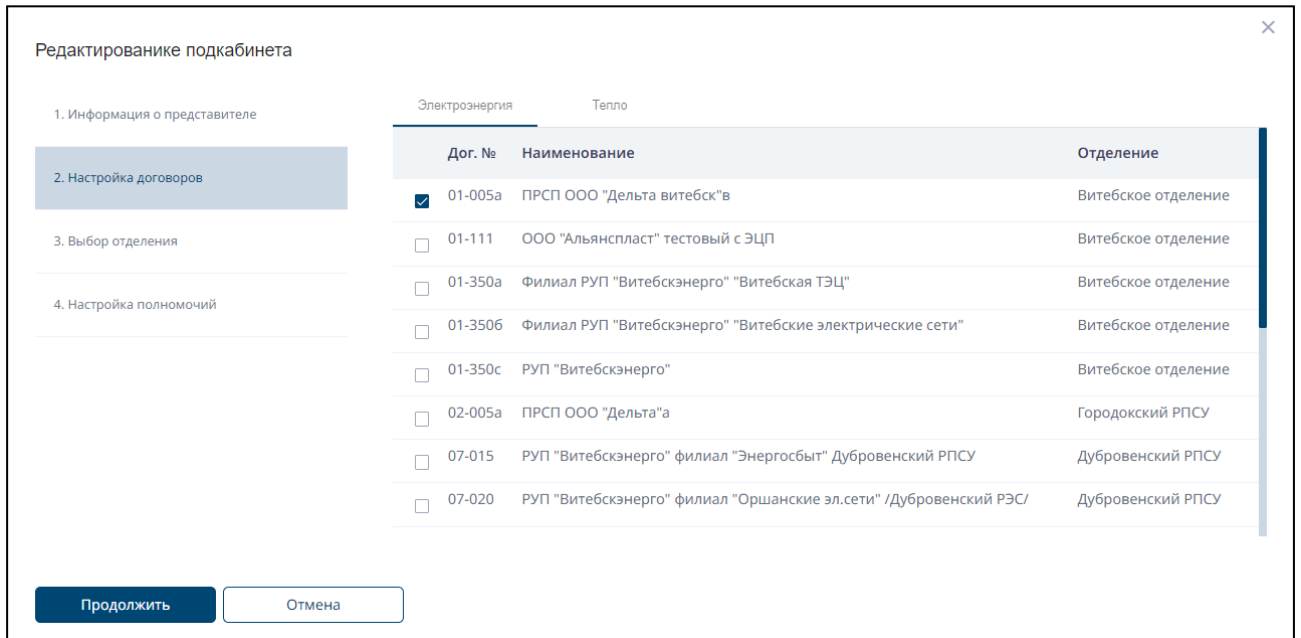 Редактированике подкабинета
1. Информация о представителе
2. Настройка договоров
3. Выбор отделения
4. Настройка полномочий
Электроэнергия Тепло
Дог. № Наименование Отделение
01-005а ПРСП ООО "Дельта витебск"в Витебское отделение
01-111 ООО "Альянспласт" тестовый с ЭЦП Витебское отделение
01-350а Филиал РУП "Витебскэнерго" "Витебская ТЭЦ" Витебское отделение
01-350б Филиал РУП "Витебскэнерго" "Витебские электрические сети" Витебское отделение
01-350с РУП "Витебскэнерго" Витебское отделение
02-005а ПРСП ООО "Дельта"а Городокский РПСУ
07-015 РУП "Витебскэнерго" филиал "Энергосбыт" Дубровенский РПСУ Дубровенский РПСУ
07-020 РУП "Витебскэнерго" филиал "Оршанские эл.сети" /Дубровенский РЭС/ Дубровенский РПСУ
Продолжить Отмена